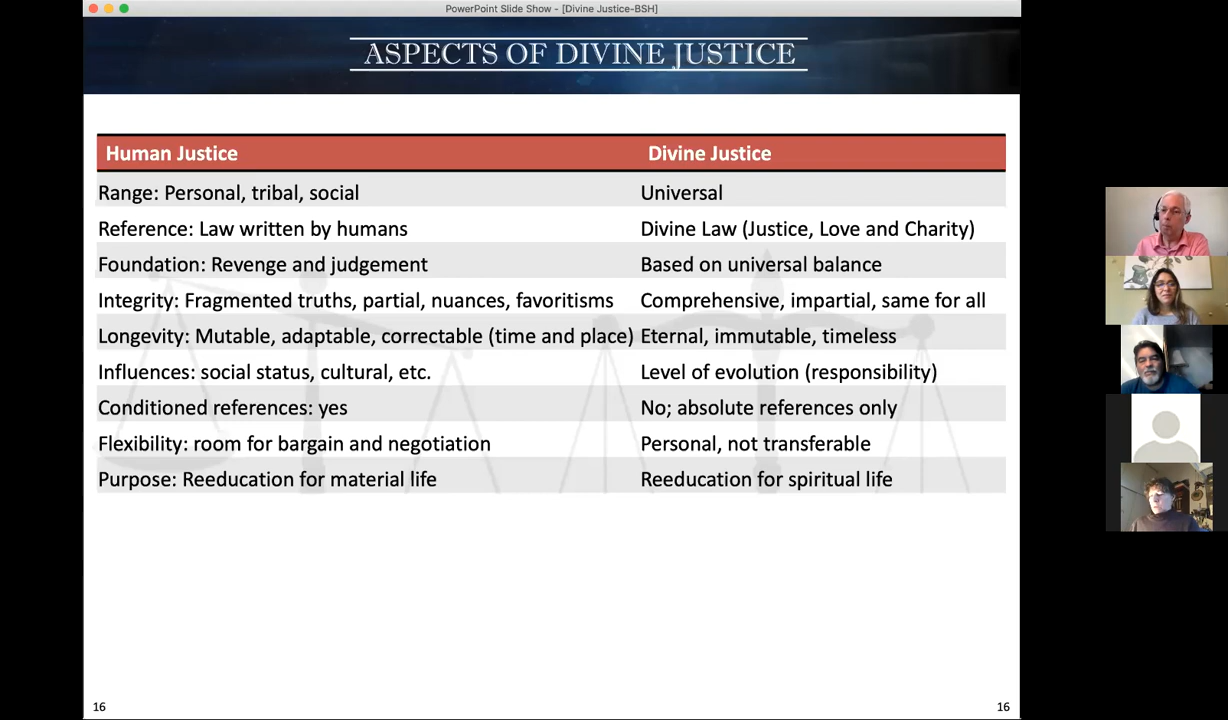 PowerPoint Slide Show - [Divine Justice-BSH]
ASPECTS OF DIVINE JUSTICE
Human Justice Divine Justice
Range: Personal, tribal, social Universal
Reference: Law written by humans Divine Law (Justice, Love and Charity)
Foundation: Revenge and judgement Based on universal balance
Integrity: Fragmented truths, partial, nuances, favoritisms Comprehensive, impartial, same for all
Longevity: Mutable, adaptable, correctable (time and place) Eternal, immutable, timeless
Influences: social status, cultural, etc. Level of evolution (responsibility)
Conditioned references: yes No; absolute references only
Flexibility: room for bargain and negotiation Personal, not transferable
Purpose: Reeducation for material life Reeducation for spiritual life
16 16